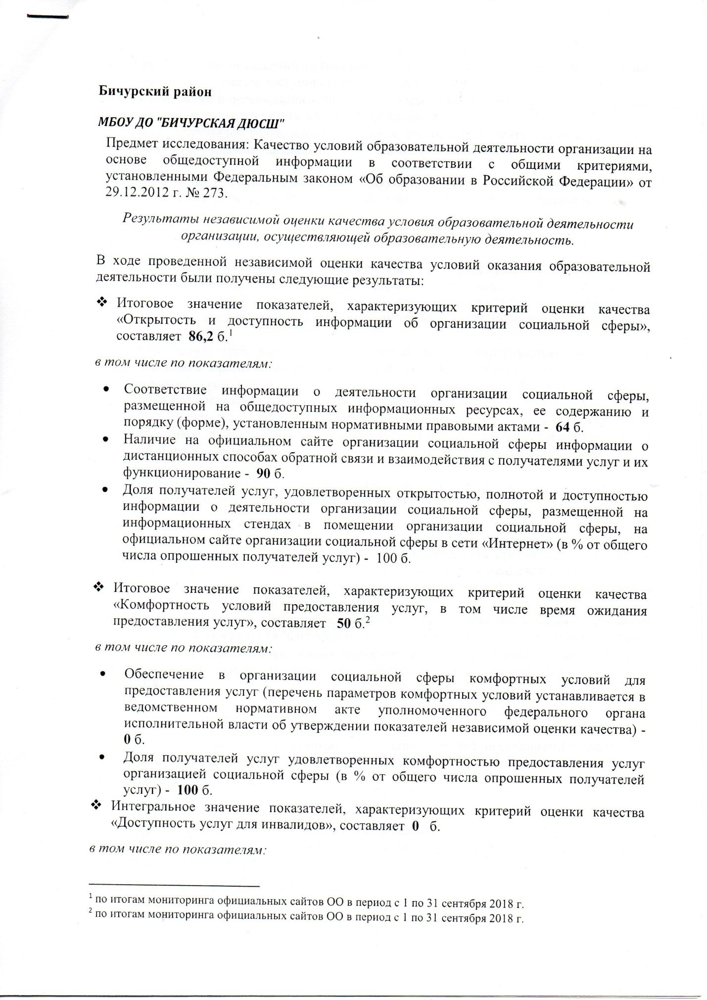 Бичурский район
МБОУ ДО "БИЧУРСКАЯ ДЮСШ"
Предмет исследования: Качество условий образовательной деятельности организации на
основе общедоступной информации в соответствии с общими критериями,
установленными Федеральным законом «Об образовании в Российской Федерации» от
29.12.2012 г. № 273.
Результаты независимой оценки качества условия образовательной деятельности
организации, осуществляющей образовательную деятельность.
В ходе проведенной независимой оценки качества условий оказания образовательной
деятельности были получены следующие результаты:
❖ Итоговое значение показателей, характеризующих критерий оценки качества
«Открытость и доступность информации об организации социальной сферы»,
составляет 86,2 б.¹
в том числе по показателям:
• Соответствие информации о деятельности организации социальной сферы,
размещенной на общедоступных информационных ресурсах, ее содержанию и
порядку (форме), установленным нормативными правовыми актами - 64 б.
• Наличие на официальном сайте организации социальной сферы информации о
дистанционных способах обратной связи и взаимодействия с получателями услуг и их
функционирование - 90 б.
• Доля получателей услуг, удовлетворенных открытостью, полнотой и доступностью
информации о деятельности организации социальной сферы, размещенной на
информационных стендах в помещении организации социальной сферы, на
официальном сайте организации социальной сферы в сети «Интернет» (в % от общего
числа опрошенных получателей услуг) - 100 б.
❖ Итоговое значение показателей, характеризующих критерий оценки качества
«Комфортность условий предоставления услуг, в том числе время ожидания
предоставления услуг», составляет 50 б.²
в том числе по показателям:
• Обеспечение в организации социальной сферы комфортных условий для
предоставления услуг (перечень параметров комфортных условий устанавливается в
ведомственном нормативном акте уполномоченного федерального органа
исполнительной власти об утверждении показателей независимой оценки качества) -
0 б.
• Доля получателей услуг удовлетворенных комфортностью предоставления услуг
организацией социальной сферы (в % от общего числа опрошенных получателей
услуг) - 100 б.
❖ Интегральное значение показателей, характеризующих критерий оценки качества
«Доступность услуг для инвалидов», составляет 0 б.
в том числе по показателям:
¹ по итогам мониторинга официальных сайтов ОО в период с 1 по 31 сентября 2018 г.
² по итогам мониторинга официальных сайтов ОО в период с 1 по 31 сентября 2018 г.